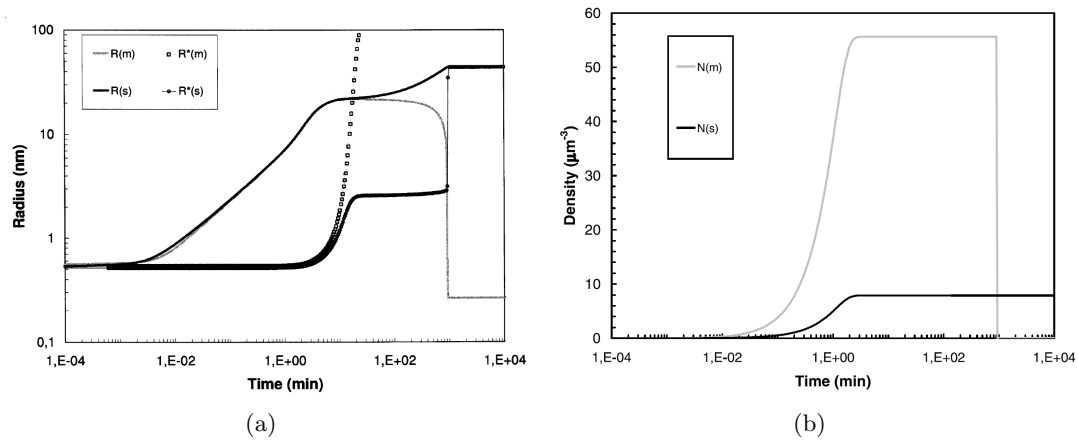 100
10
1
0,1
Radius (nm)
R(m) R*(m)
R(s) R*(s)
1,E-04 1,E-02 1,E+00 1,E+02 1,E+04
Time (min)
(a)
60
50
40
30
20
10
0
Density (µm-3)
N(m)
N(s)
1,E-04 1,E-02 1,E+00 1,E+02 1,E+04
Time (min)
(b)